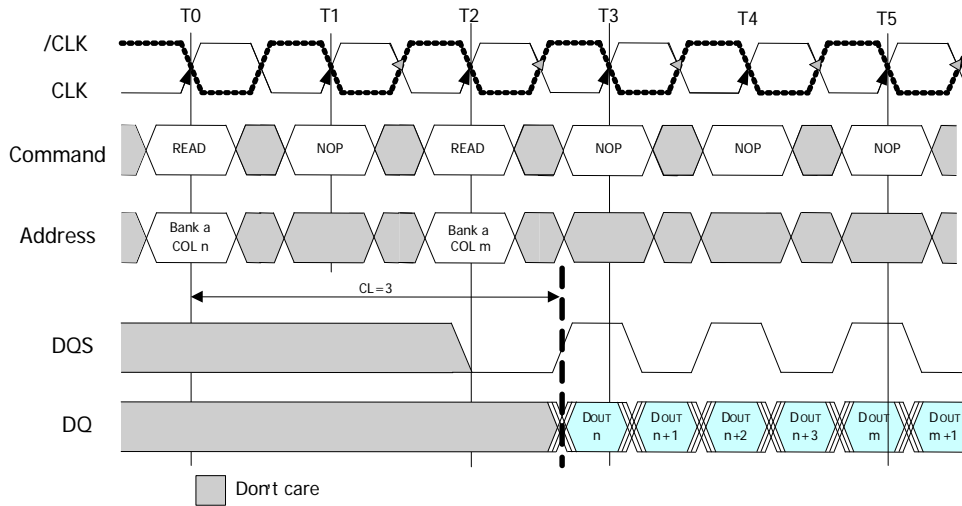 T0 T1 T2 T3 T4 T5
/CLK
CLK
Command READ NOP READ NOP NOP NOP
Address Bank a COL n Bank a COL m
CL=3
DQS
DQ DOUT n DOUT n+1 DOUT n+2 DOUT n+3 DOUT m DOUT m+1
Don't care